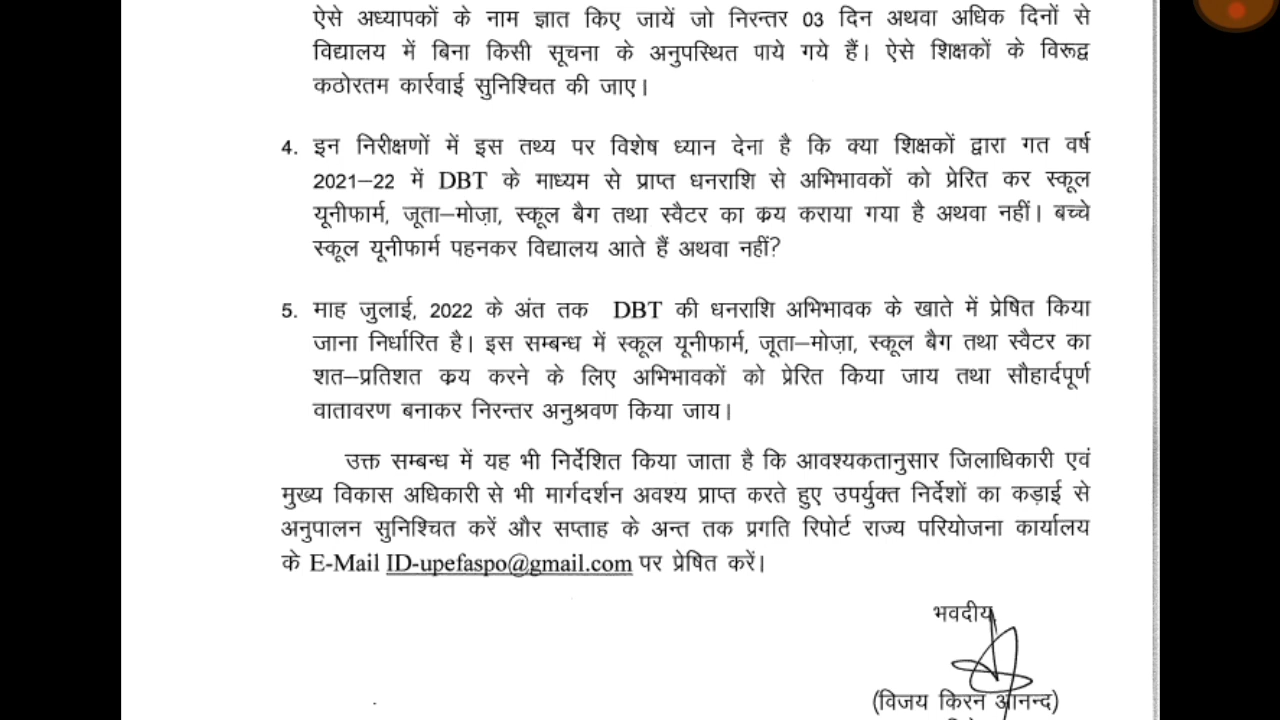 ऐसे अध्यापकों के नाम ज्ञात किए जायें जो निरन्तर 03 दिन अथवा अधिक दिनों से
विद्यालय में बिना किसी सूचना के अनुपस्थित पाये गये हैं। ऐसे शिक्षकों के विरूद्व
कठोरतम कार्रवाई सुनिश्चित की जाए।
4. इन निरीक्षणों में इस तथ्य पर विशेष ध्यान देना है कि क्या शिक्षकों द्वारा गत वर्ष
2021–22 में DBT के माध्यम से प्राप्त धनराशि से अभिभावकों को प्रेरित कर स्कूल
यूनीफार्म, जूता–मोज़ा, स्कूल बैग तथा स्वैटर का क्रय कराया गया है अथवा नहीं। बच्चे
स्कूल यूनीफार्म पहनकर विद्यालय आते हैं अथवा नहीं?
5. माह जुलाई, 2022 के अंत तक DBT की धनराशि अभिभावक के खाते में प्रेषित किया
जाना निर्धारित है। इस सम्बन्ध में स्कूल यूनीफार्म, जूता–मोज़ा, स्कूल बैग तथा स्वैटर का
शत–प्रतिशत क्रय करने के लिए अभिभावकों को प्रेरित किया जाय तथा सौहार्दपूर्ण
वातावरण बनाकर निरन्तर अनुश्रवण किया जाय।
उक्त सम्बन्ध में यह भी निर्देशित किया जाता है कि आवश्यकतानुसार जिलाधिकारी एवं
मुख्य विकास अधिकारी से भी मार्गदर्शन अवश्य प्राप्त करते हुए उपर्युक्त निर्देशों का कड़ाई से
अनुपालन सुनिश्चित करें और सप्ताह के अन्त तक प्रगति रिपोर्ट राज्य परियोजना कार्यालय
के E-Mail ID-upefaspo@gmail.com पर प्रेषित करें।
भवदीय
(विजय किरन आनन्द)